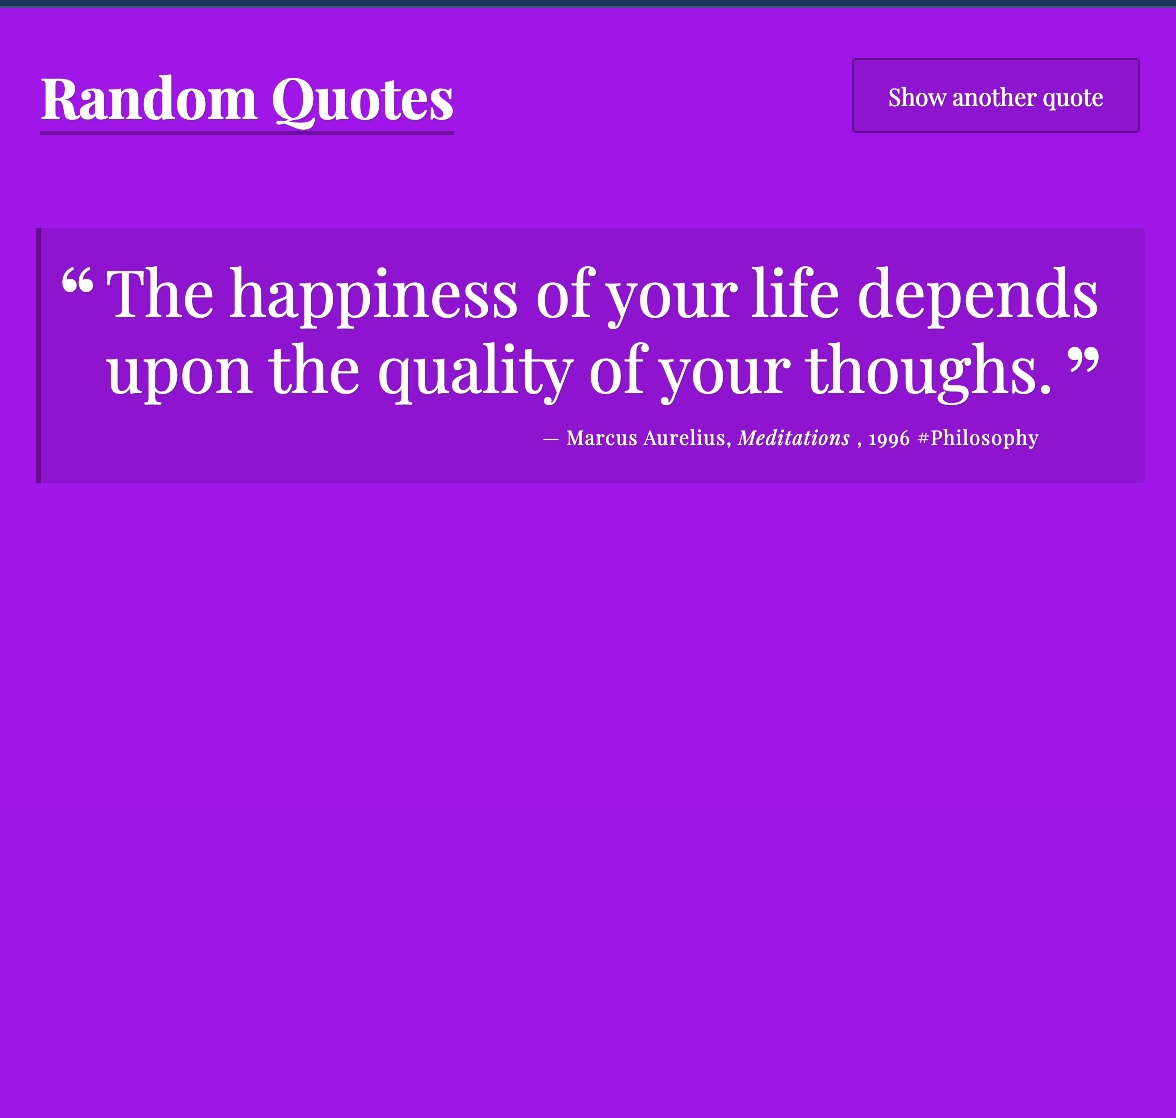 Random Quotes
Show another quote
“ The happiness of your life depends
upon the quality of your thoughs. ”
— Marcus Aurelius, Meditations , 1996 #Philosophy